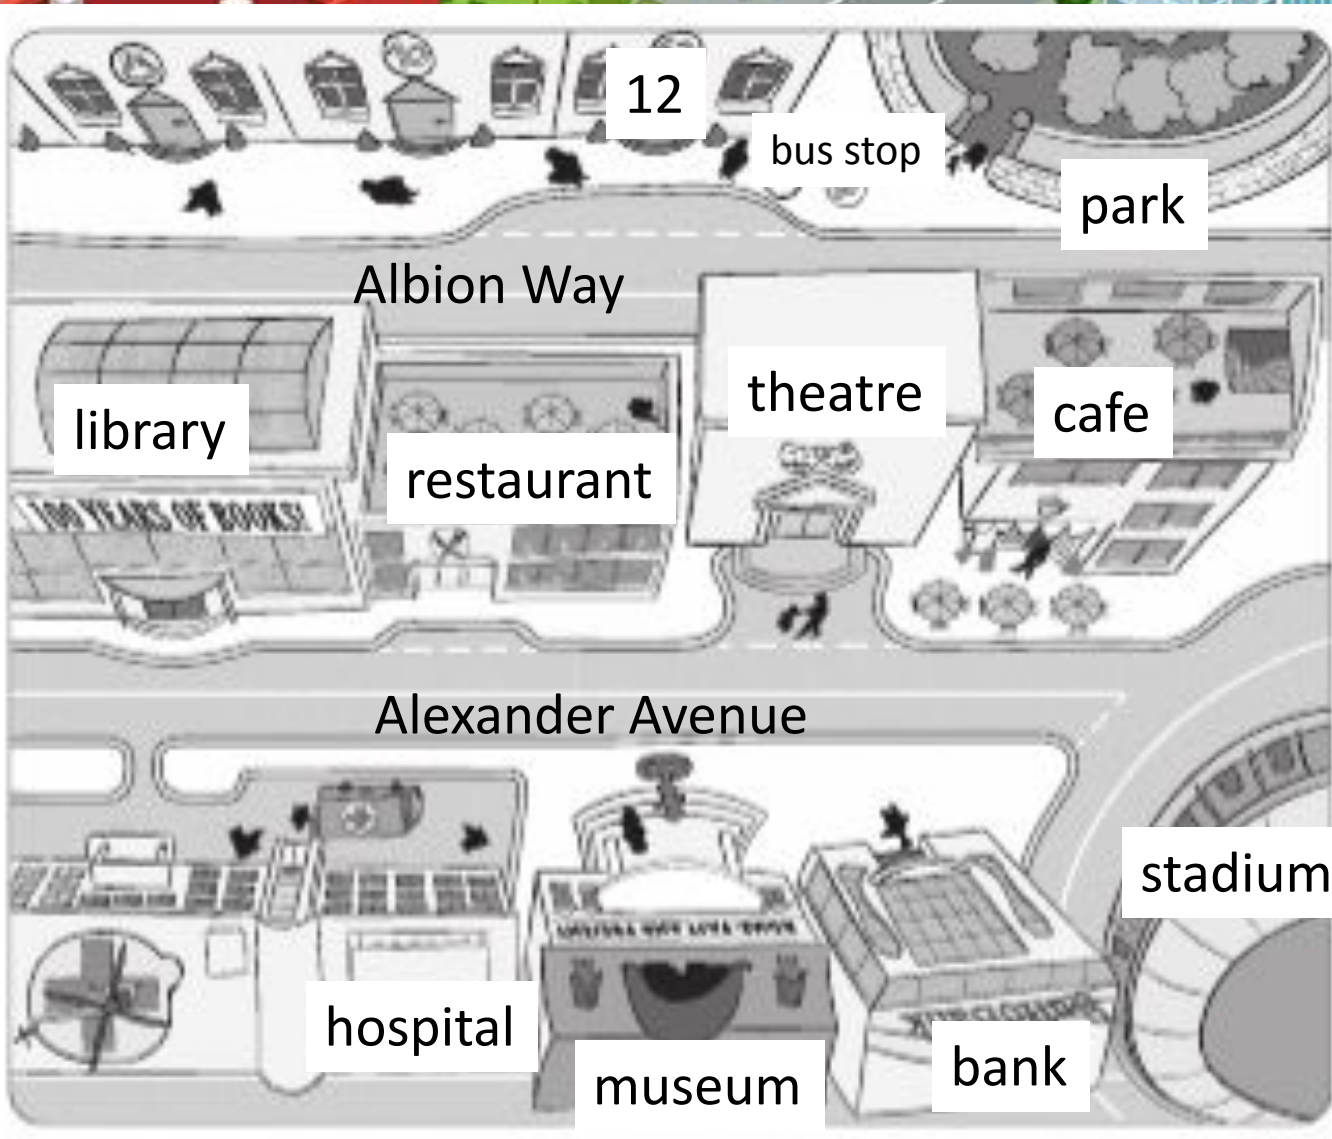 12
bus stop
park
Albion Way
theatre
cafe
library
restaurant
100 YEARS OF BOOKS!
Alexander Avenue
stadium
hospital
bank
museum